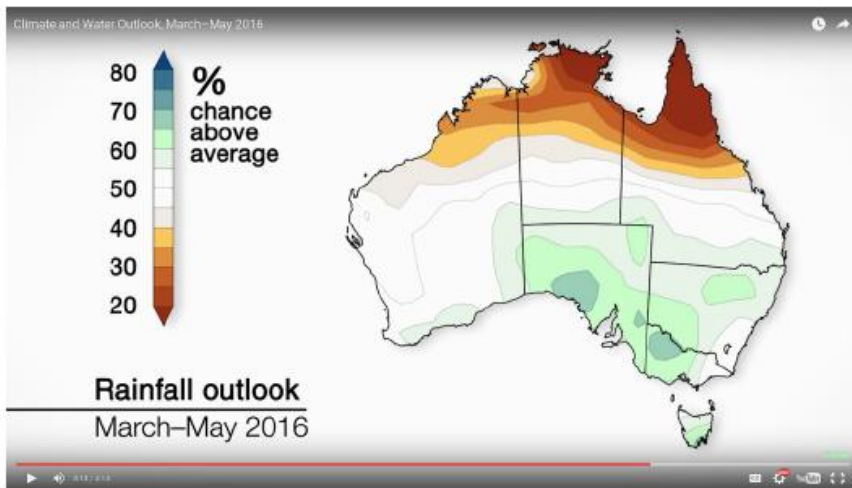 Climate and Water Outlook, March–May 2016
80
70
60
50
40
30
20
%
chance
above
average
Rainfall outlook
March–May 2016
YouTube